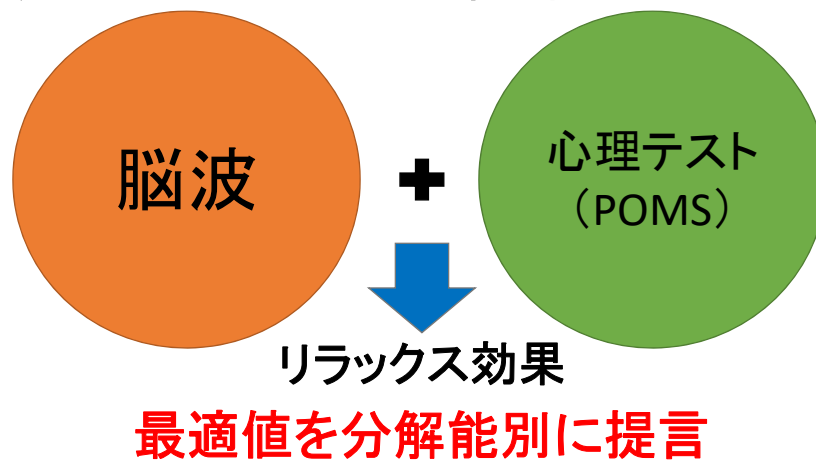 脳波
+
心理テスト
（POMS）
リラックス効果
最適値を分解能別に提言